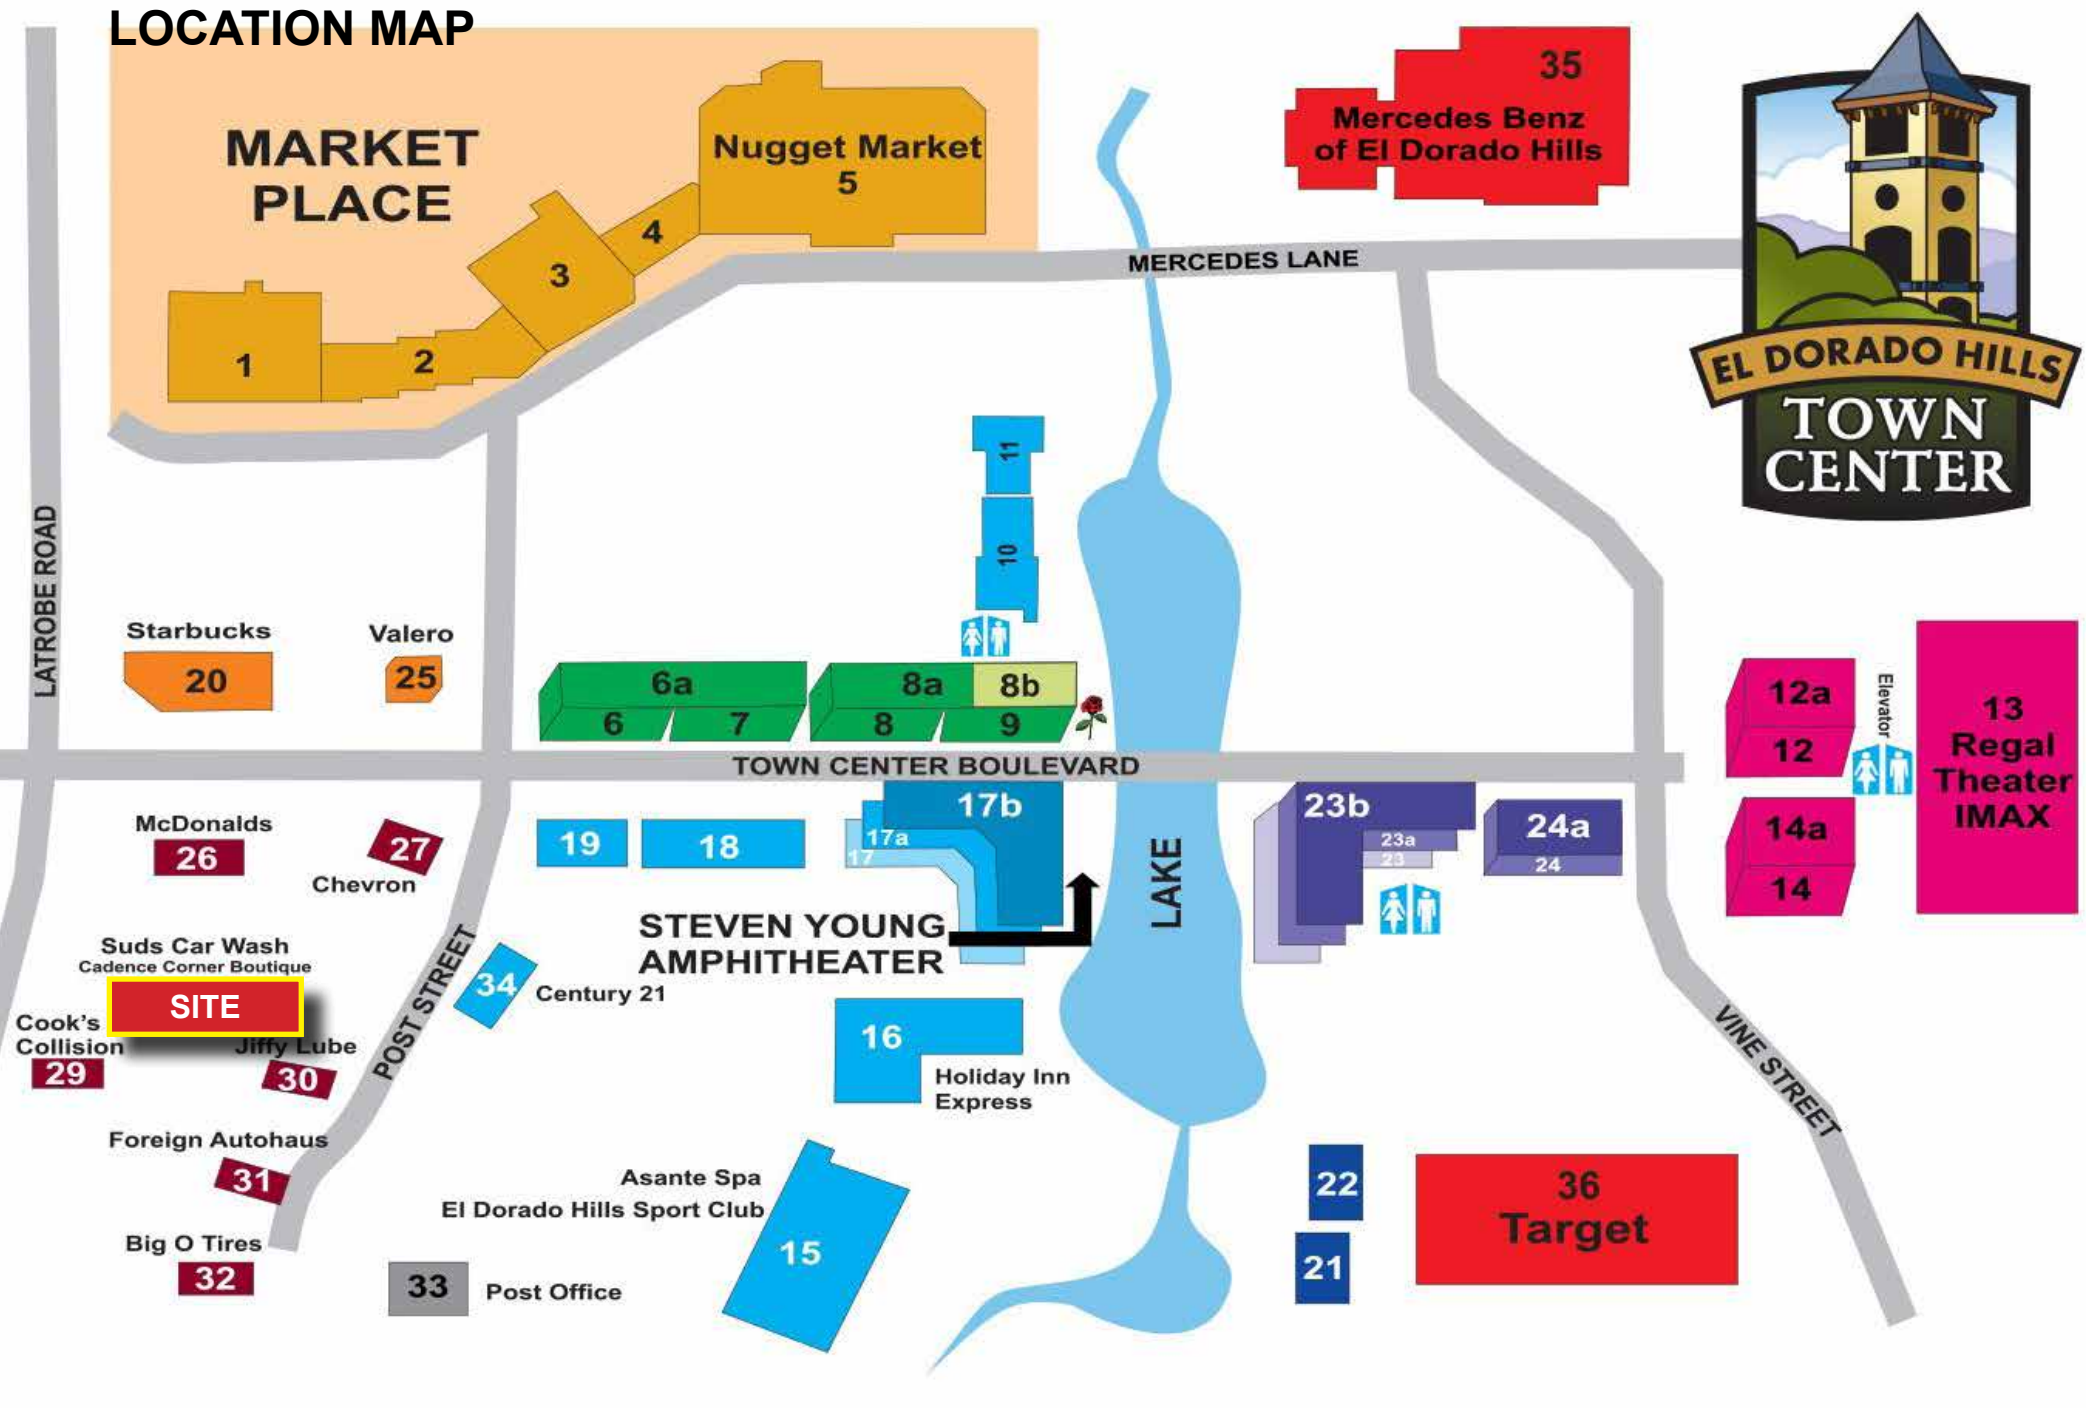 LOCATION MAP
MARKET
PLACE
Nugget Market
5
4
3
2
1
35
Mercedes Benz
of El Dorado Hills
MERCEDES LANE
EL DORADO HILLS
TOWN
CENTER
LATROBE ROAD
11
10
Starbucks
20
Valero
25
6a
6
7
8a
8b
8
9
TOWN CENTER BOULEVARD
12a
12
Elevator
13
Regal
Theater
IMAX
14a
14
McDonalds
26
27
Chevron
19
18
17b
17a
17
LAKE
23b
23a
23
24a
24
STEVEN YOUNG
AMPHITHEATER
Suds Car Wash
Cadence Corner Boutique
SITE
Cook's
Collision
29
Jiffy Lube
30
POST STREET
34
Century 21
16
Holiday Inn
Express
VINE STREET
Foreign Autohaus
31
Big O Tires
32
33
Post Office
Asante Spa
El Dorado Hills Sport Club
15
22
21
36
Target